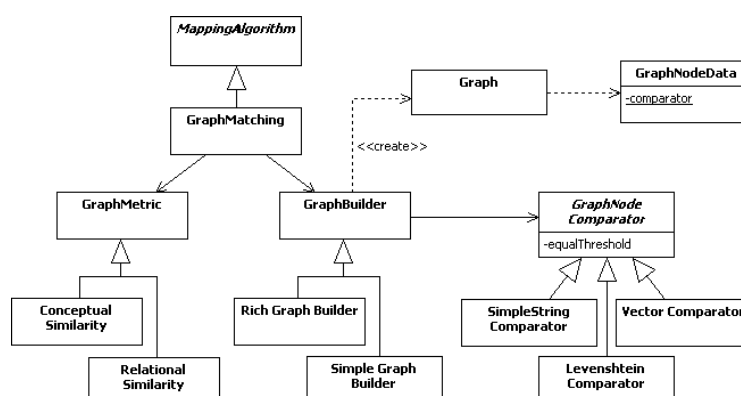 MappingAlgorithm
GraphMatching
Graph
GraphNodeData
-comparator
<<create>>
GraphMetric
GraphBuilder
GraphNode
Comparator
-equalThreshold
Conceptual
Similarity
Relational
Similarity
Rich Graph Builder
Simple Graph
Builder
SimpleString
Comparator
Levenshtein
Comparator
Vector Comparator